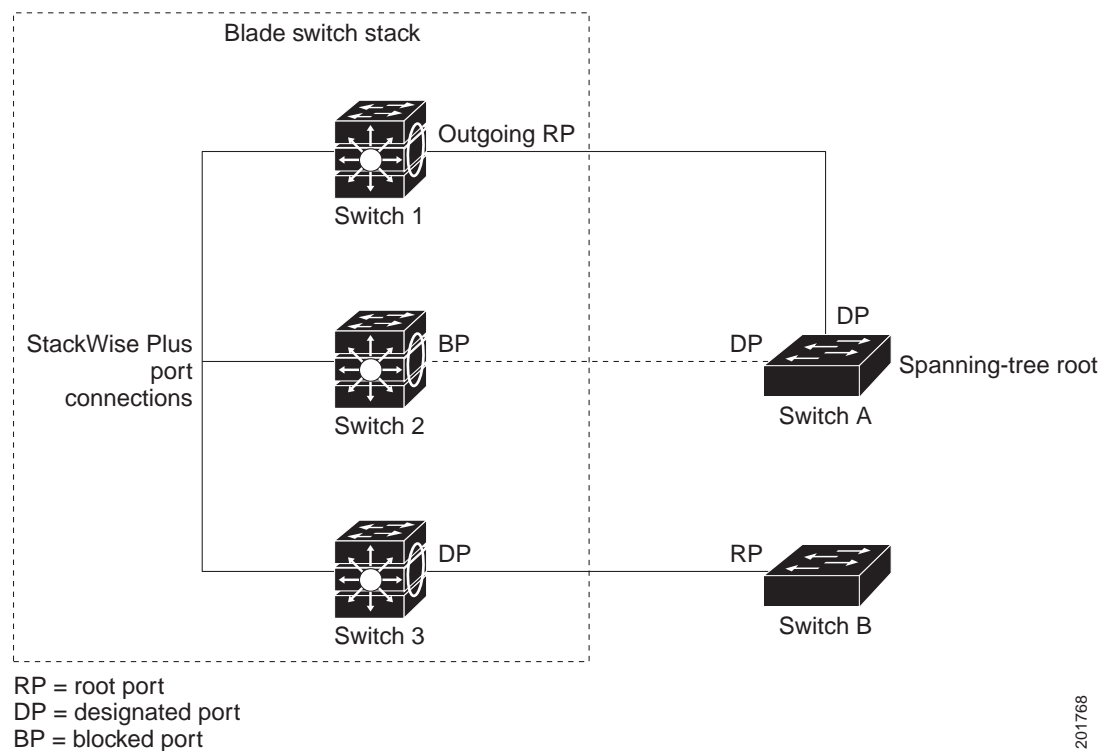 Blade switch stack
Outgoing RP
Switch 1
DP
StackWise Plus
port
connections
BP
DP
Spanning-tree root
Switch 2
Switch A
DP
RP
Switch 3
Switch B
RP = root port
DP = designated port
BP = blocked port
201768